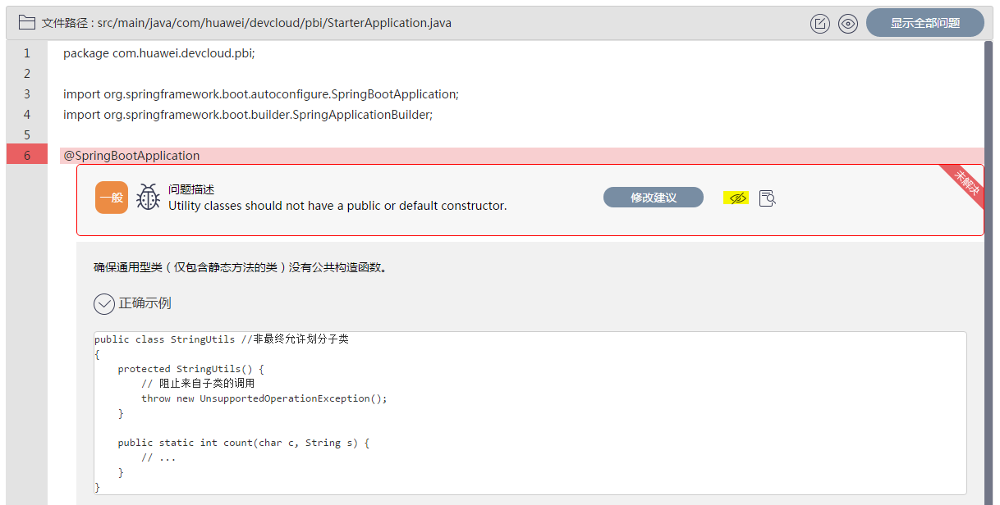 文件路径 : src/main/java/com/huawei/devcloud/pbi/StarterApplication.java
显示全部问题
1 package com.huawei.devcloud.pbi;
2
3 import org.springframework.boot.autoconfigure.SpringBootApplication;
4 import org.springframework.boot.builder.SpringApplicationBuilder;
5
6 @SpringBootApplication
一般
问题描述
Utility classes should not have a public or default constructor.
修改建议
未解决
确保通用型类（仅包含静态方法的类）没有公共构造函数。
正确示例
public class StringUtils //非最终允许划分子类
{
    protected StringUtils() {
        // 阻止来自子类的调用
        throw new UnsupportedOperationException();
    }
    public static int count(char c, String s) {
        // ...
    }
}